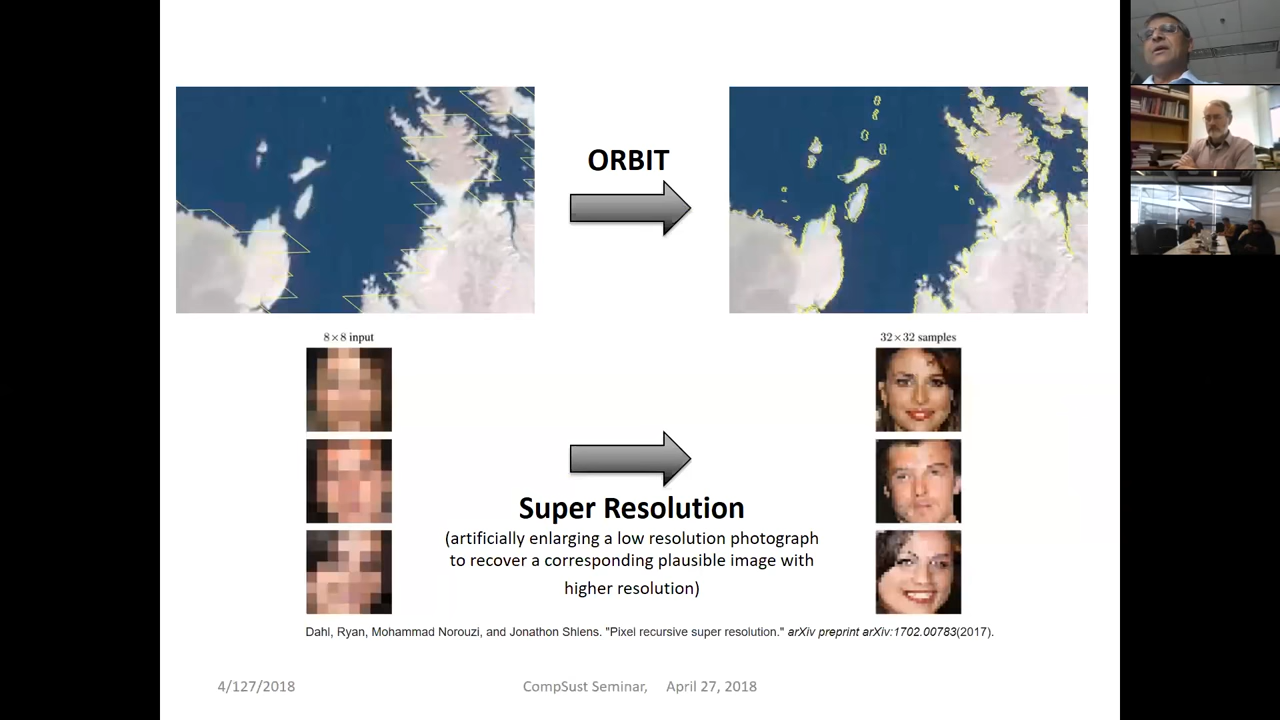 ORBIT
8×8 input
32×32 samples
Super Resolution
(artificially enlarging a low resolution photograph
to recover a corresponding plausible image with
higher resolution)
Dahl, Ryan, Mohammad Norouzi, and Jonathon Shlens. "Pixel recursive super resolution." arXiv preprint arXiv:1702.00783(2017).
4/127/2018
CompSust Seminar, April 27, 2018